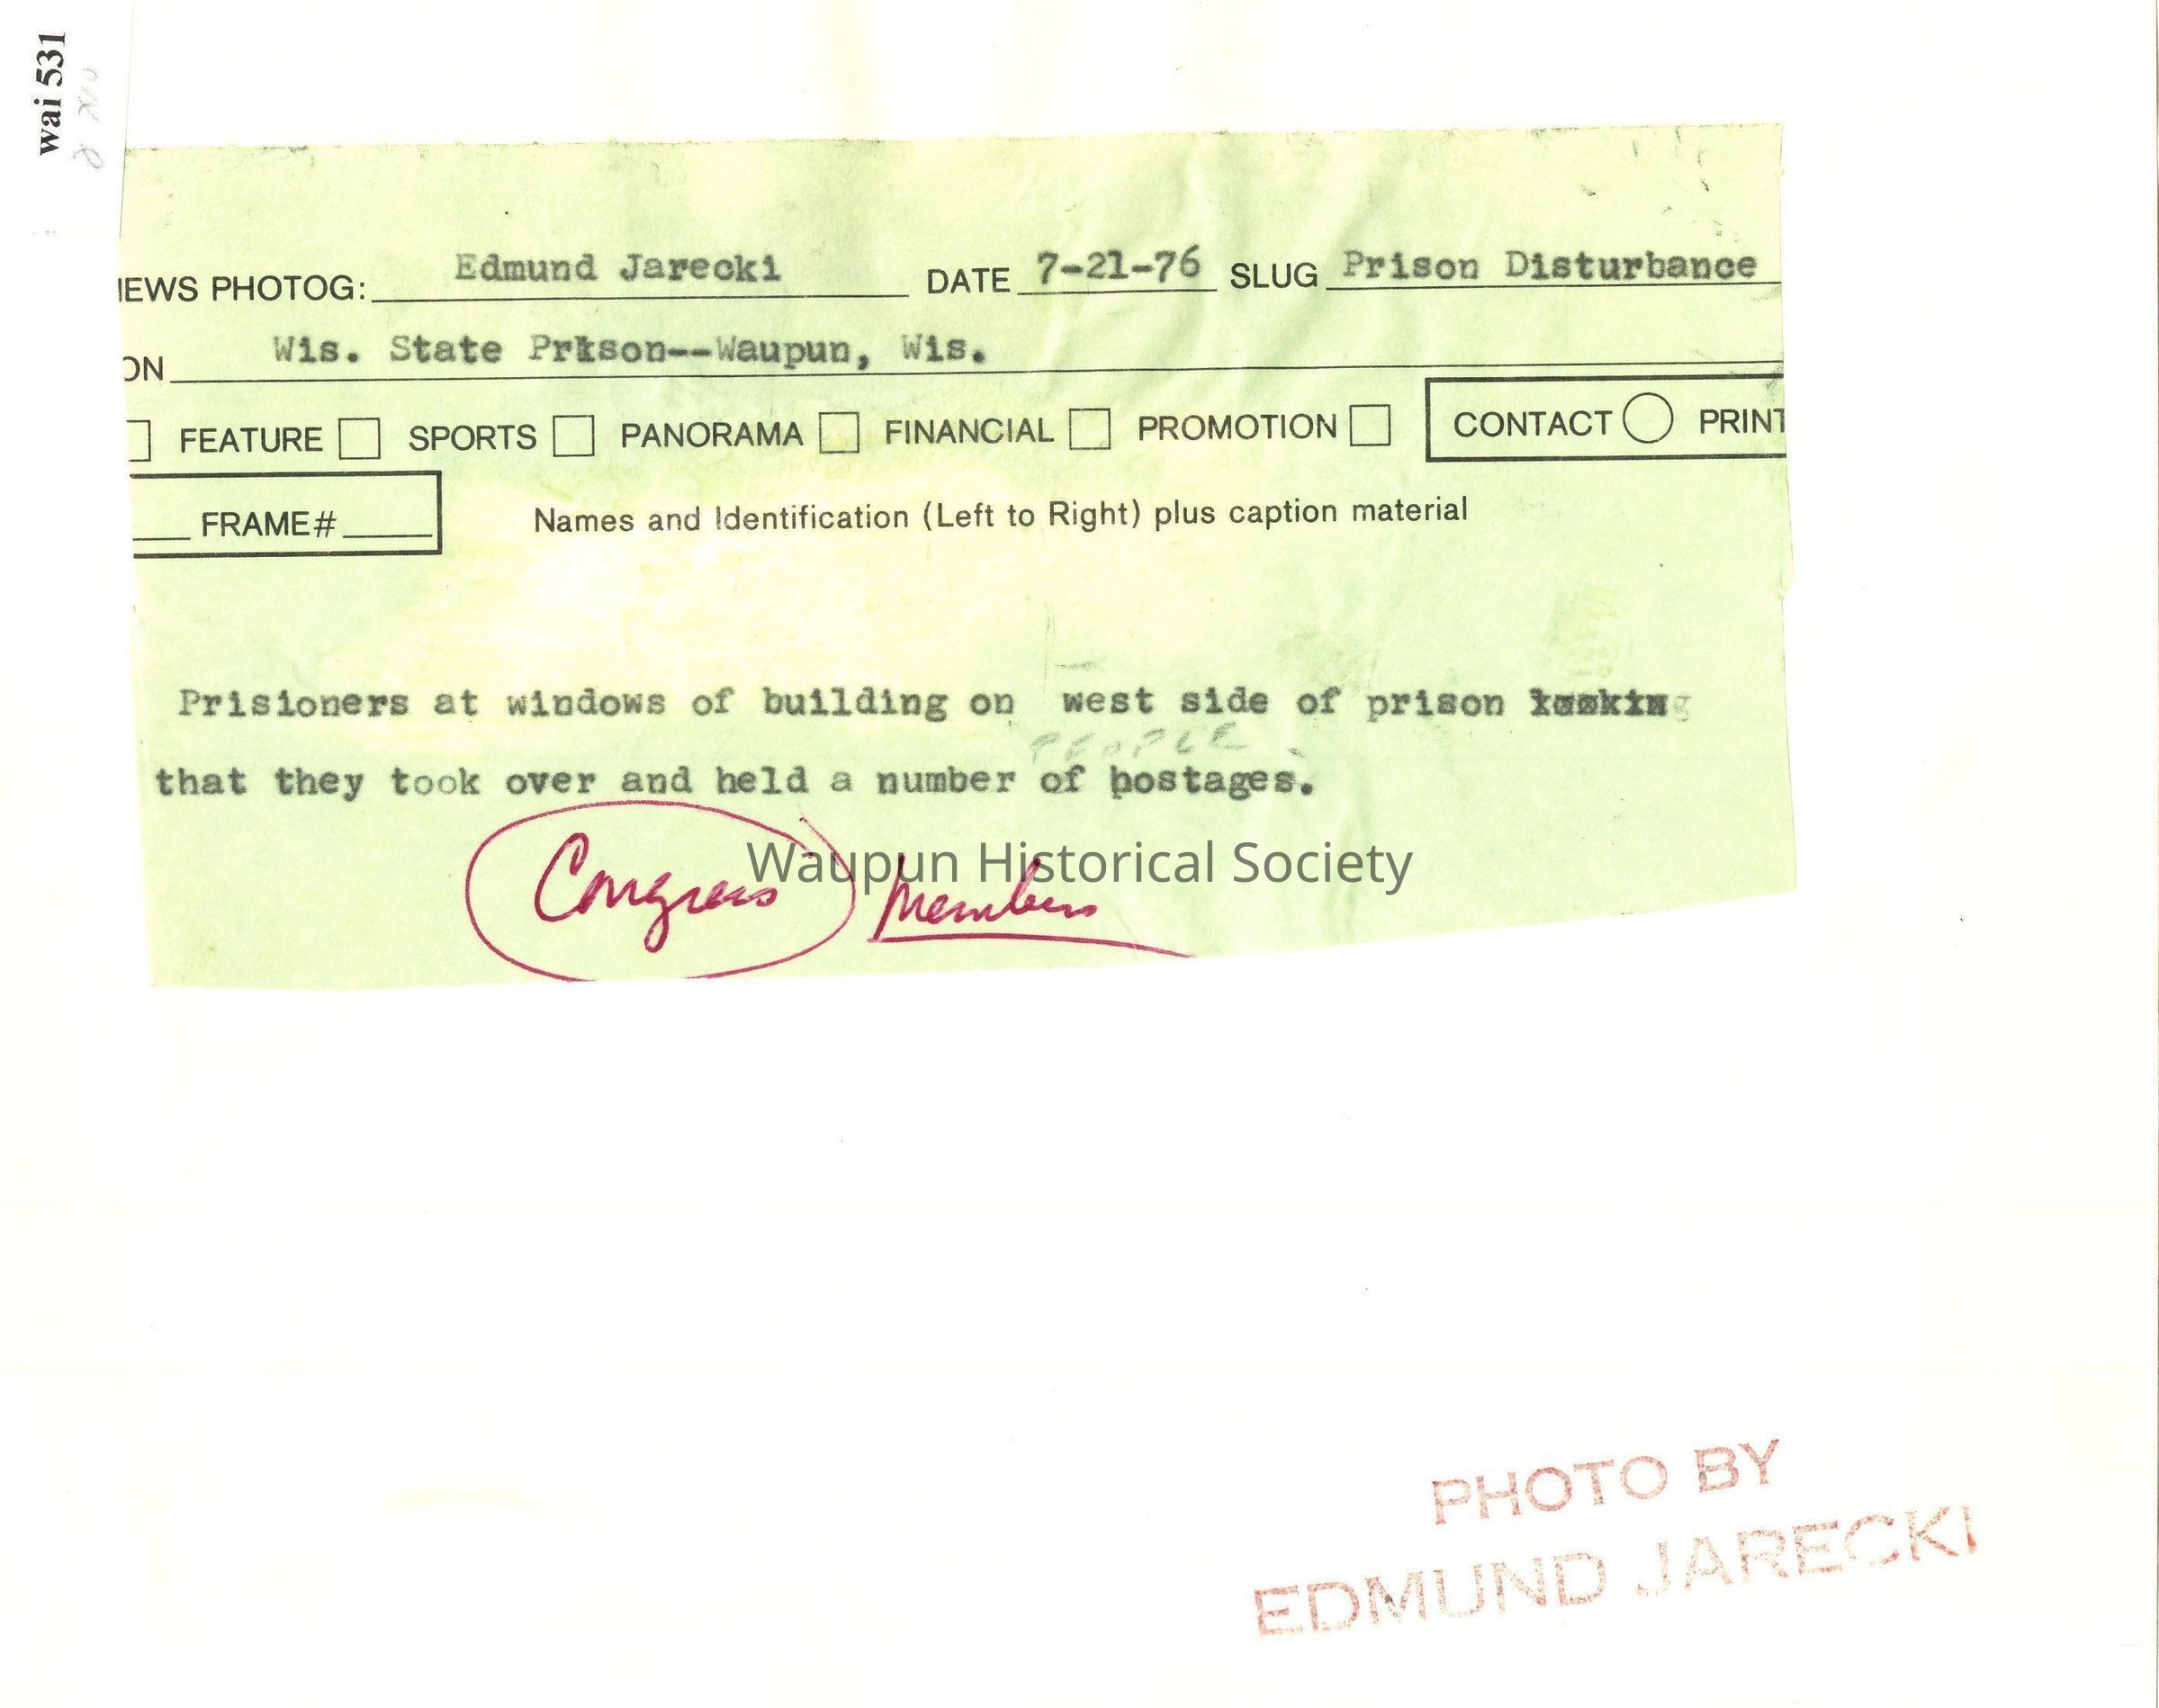 wai 531
IEWS PHOTOG: Edmund Jarecki DATE 7-21-76 SLUG Prison Disturbance
ON Wis. State Prison--Waupun, Wis.
FEATURE SPORTS PANORAMA FINANCIAL PROMOTION CONTACT PRINT
FRAME# Names and Identification (Left to Right) plus caption material
Prisioners at windows of building on west side of prison
PEOPLE
that they took over and held a number of hostages.
Congress Members
Waupun Historical Society
PHOTO BY
EDMUND JARECKI